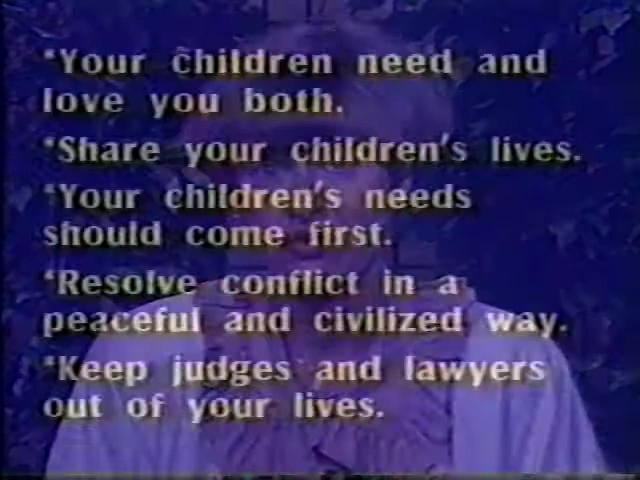 *Your children need and
love you both.
*Share your children's lives.
*Your children's needs
should come first.
*Resolve conflict in a
peaceful and civilized way.
*Keep judges and lawyers
out of your lives.